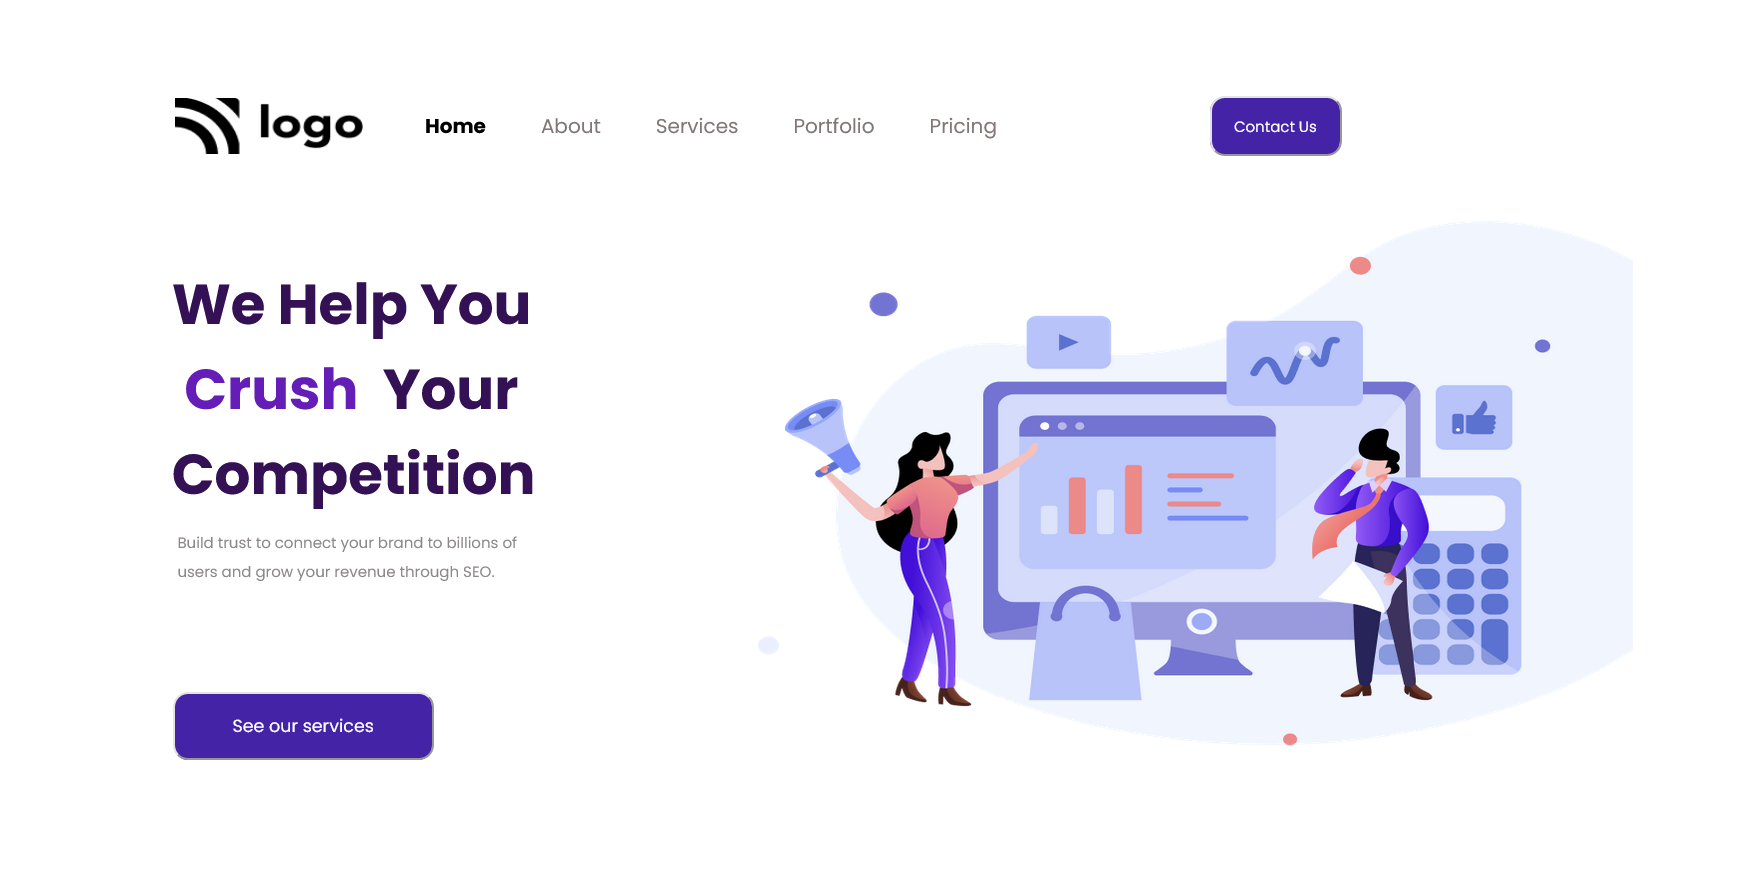 logo
Home About Services Portfolio Pricing
Contact Us
We Help You
Crush Your
Competition
Build trust to connect your brand to billions of
users and grow your revenue through SEO.
See our services